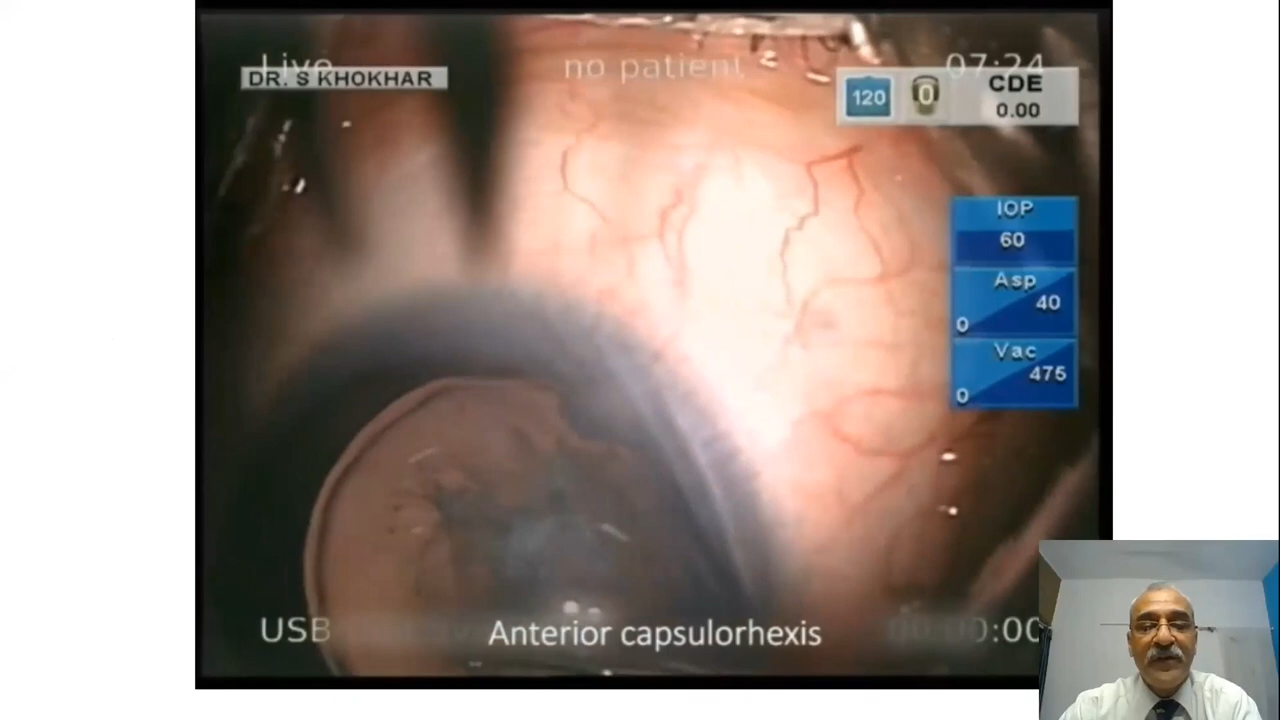 Live
no patient
07:24
DR. S KHOKHAR
120
0
CDE
0.00
IOP
60
Asp
40
0
Vac
475
0
USB
Anterior capsulorhexis
00:00:00